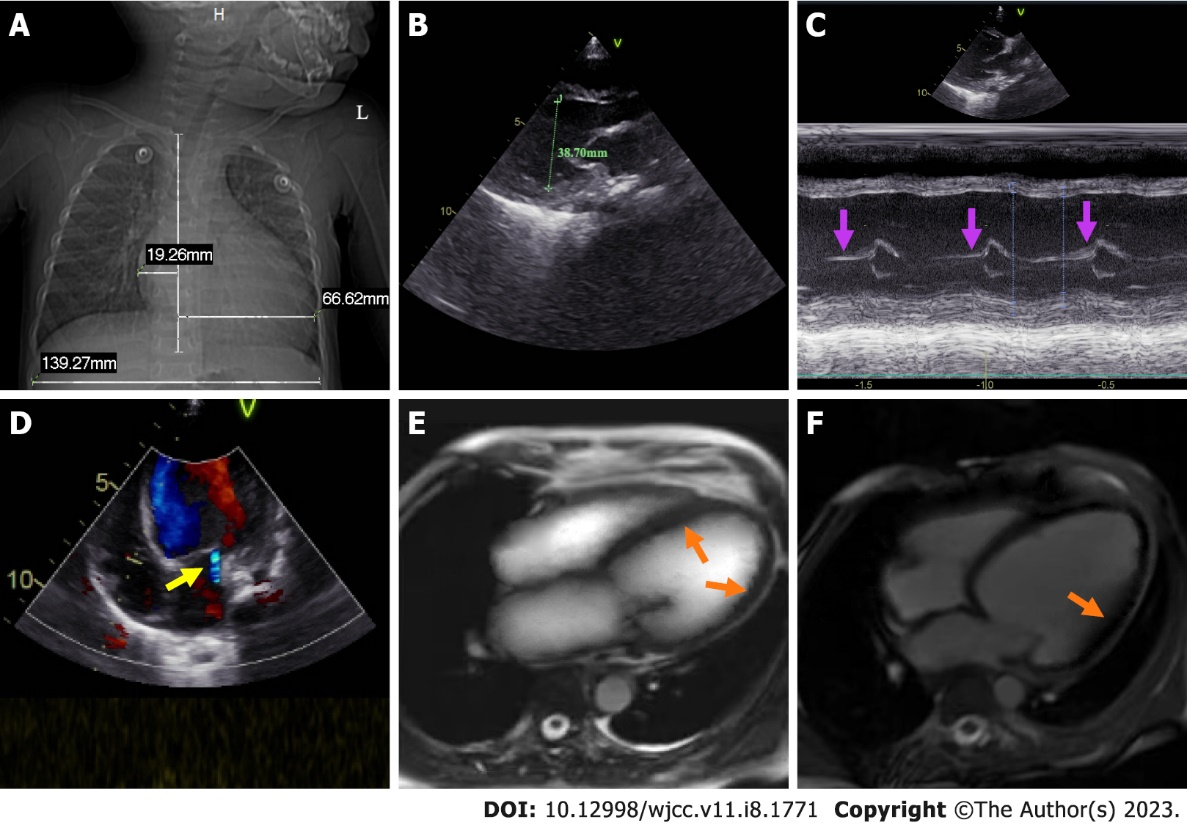 A
H
L
19.26mm
66.62mm
139.27mm
B
V
5
38.70mm
10
C
V
5
10
-1.5
-1.0
-0.5
D
V
5
10
E
F
DOI: 10.12998/wjcc.v11.i8.1771 Copyright ©The Author(s) 2023.